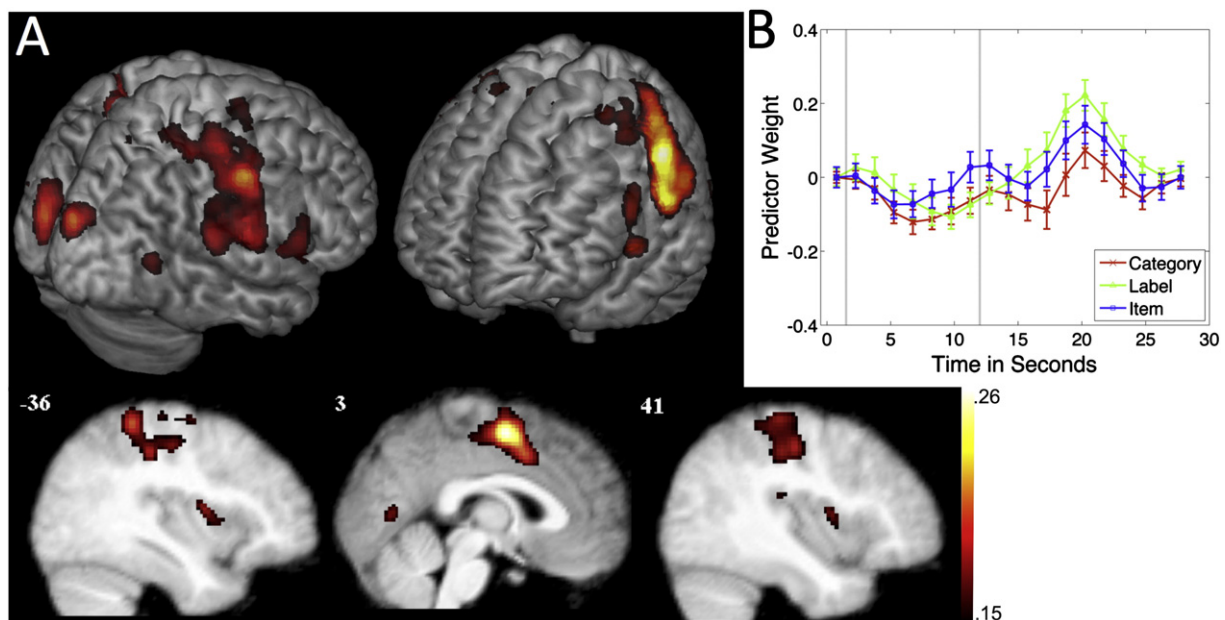 A
B
0.4
0.2
0
-0.2
-0.4
Predictor Weight
Category
Label
Item
0 5 10 15 20 25 30
Time in Seconds
-36
3
41
.26
.15